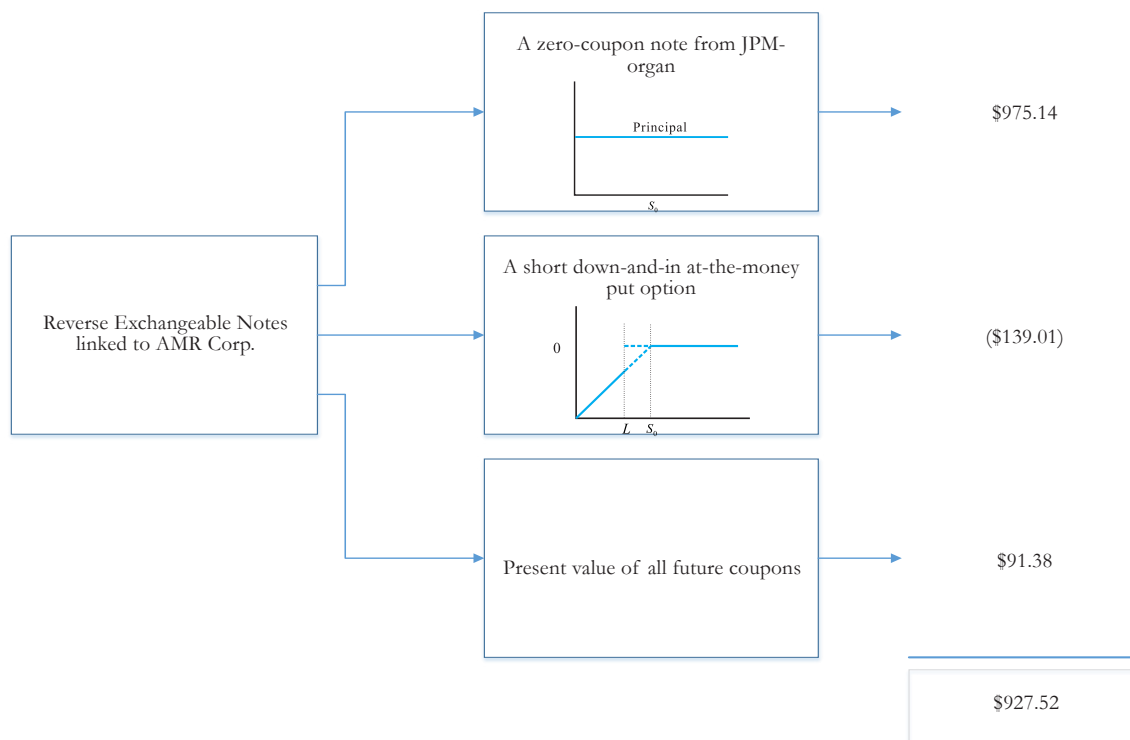 A zero-coupon note from JPM-
organ
Principal
S₀
$975.14
Reverse Exchangeable Notes
linked to AMR Corp.
A short down-and-in at-the-money
put option
0
L S₀
($139.01)
Present value of all future coupons
$91.38
$927.52